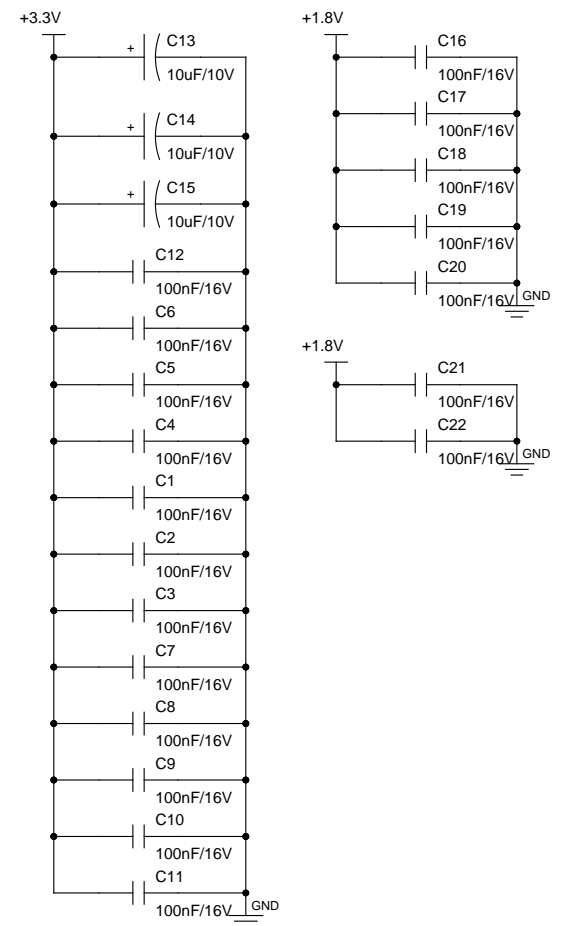 +3.3V
+
C13
10uF/10V
+
C14
10uF/10V
+
C15
10uF/10V
C12
100nF/16V
C6
100nF/16V
C5
100nF/16V
C4
100nF/16V
C1
100nF/16V
C2
100nF/16V
C3
100nF/16V
C7
100nF/16V
C8
100nF/16V
C9
100nF/16V
C10
100nF/16V
C11
100nF/16V
GND
+1.8V
C16
100nF/16V
C17
100nF/16V
C18
100nF/16V
C19
100nF/16V
C20
100nF/16V
GND
+1.8V
C21
100nF/16V
C22
100nF/16V
GND